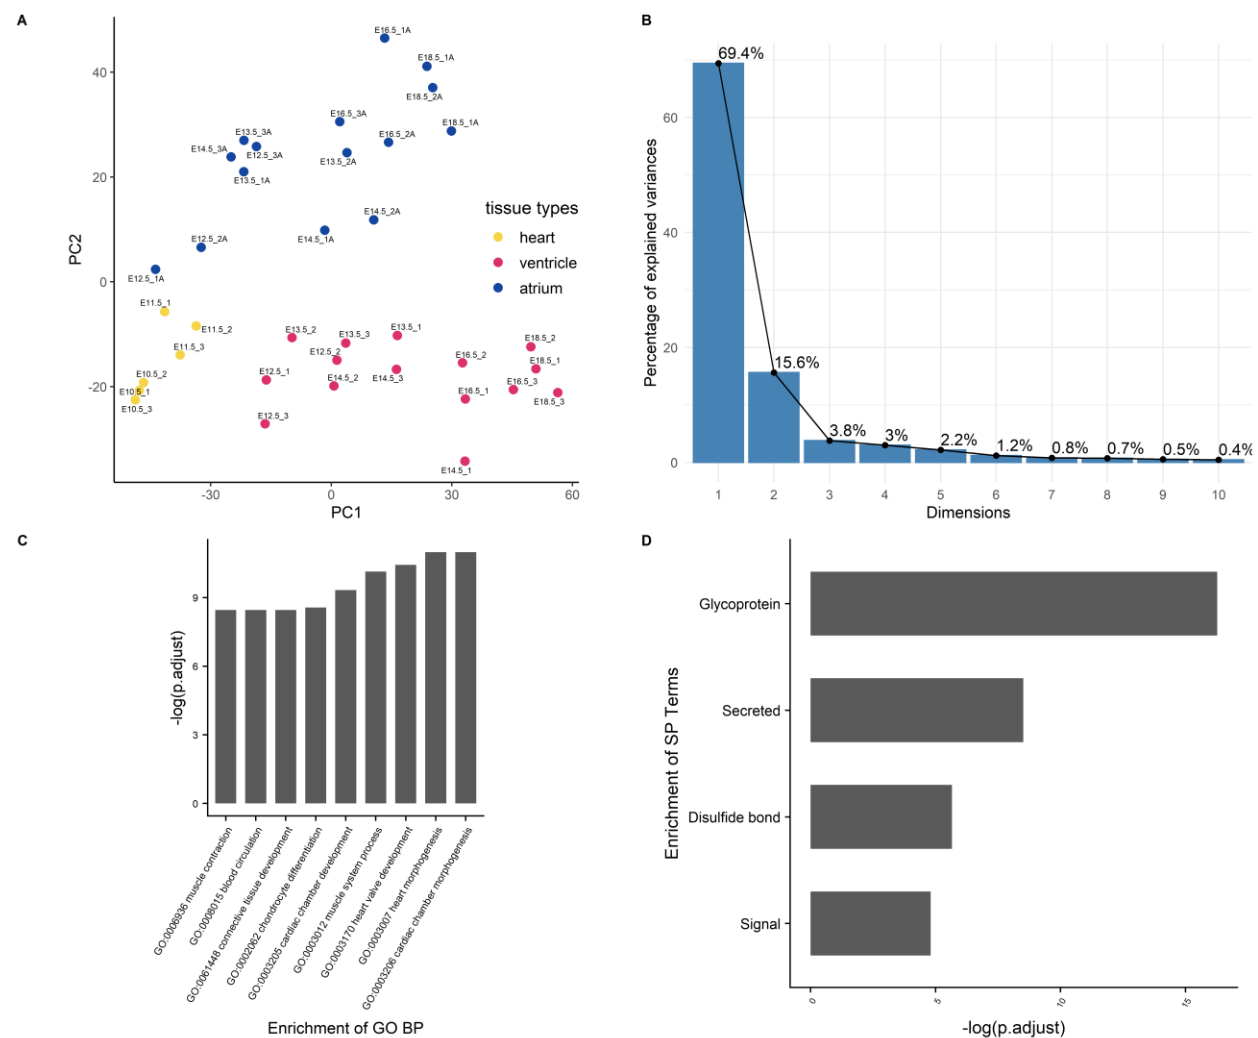 A
E16.5_1A
E18.5_1A
E18.5_2A
E16.5_3A
E18.5_1A
E16.5_2A
E13.5_3A
E14.5_3A
E12.5_3A
E13.5_2A
E13.5_1A
E14.5_2A
E12.5_2A
E14.5_1A
E12.5_1A
E11.5_1
E11.5_2
E11.5_3
E10.5_2
E10.5_1
E10.5_3
E13.5_2
E13.5_3
E13.5_1
E12.5_2
E12.5_1
E14.5_2
E14.5_3
E16.5_2
E18.5_2
E18.5_1
E16.5_3
E16.5_1
E18.5_3
E12.5_3
E14.5_1
tissue types
heart
ventricle
atrium
40
20
0
-20
PC2
-30
0
30
60
PC1
B
69.4%
15.6%
3.8%
3%
2.2%
1.2%
0.8%
0.7%
0.5%
0.4%
60
40
20
0
Percentage of explained variances
1
2
3
4
5
6
7
8
9
10
Dimensions
C
9
6
3
0
-log(p.adjust)
GO:0006936 muscle contraction
GO:0008015 blood circulation
GO:0061448 connective tissue development
GO:0002062 chondrocyte differentiation
GO:0003205 cardiac chamber development
GO:0003012 muscle system process
GO:0003170 heart valve development
GO:0003007 heart morphogenesis
GO:0003206 cardiac chamber morphogenesis
Enrichment of GO BP
D
Glycoprotein
Secreted
Disulfide bond
Signal
Enrichment of SP Terms
0
5
10
15
-log(p.adjust)